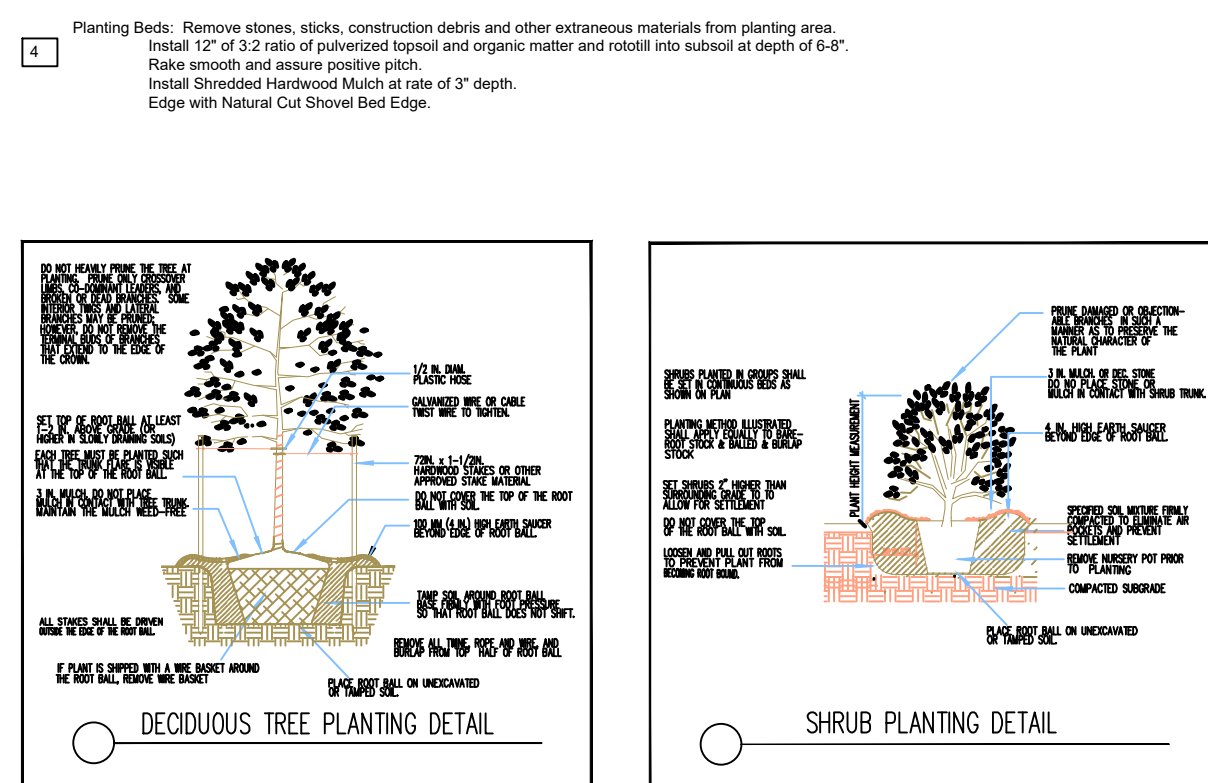 4
Planting Beds: Remove stones, sticks, construction debris and other extraneous materials from planting area.
Install 12" of 3:2 ratio of pulverized topsoil and organic matter and rototill into subsoil at depth of 6-8".
Rake smooth and assure positive pitch.
Install Shredded Hardwood Mulch at rate of 3" depth.
Edge with Natural Cut Shovel Bed Edge.
DO NOT HEAVILY PRUNE THE TREE AT
PLANTING. PRUNE ONLY CROSSOVER
LIMBS, CO-DOMINANT LEADERS, AND
BROKEN OR DEAD BRANCHES. SOME
INTERIOR TWIGS AND LATERAL
BRANCHES MAY BE PRUNED;
HOWEVER, DO NOT REMOVE THE
TERMINAL BUDS OF BRANCHES
THAT EXTEND TO THE EDGE OF
THE CROWN.
SET TOP OF ROOT BALL AT LEAST
1-2 IN. ABOVE GRADE (OR
HIGHER IN SLOWLY DRAINING SOILS)
EACH TREE MUST BE PLANTED SUCH
THAT THE TRUNK FLARE IS VISIBLE
AT THE TOP OF THE ROOT BALL.
3 IN. MULCH. DO NOT PLACE
MULCH IN CONTACT WITH TREE TRUNK.
MAINTAIN THE MULCH WEED-FREE
ALL STAKES SHALL BE DRIVEN
OUTSIDE THE EDGE OF THE ROOT BALL.
IF PLANT IS SHIPPED WITH A WIRE BASKET AROUND
THE ROOT BALL, REMOVE WIRE BASKET
1/2 IN. DIAM.
PLASTIC HOSE
GALVANIZED WIRE OR CABLE
TWIST WIRE TO TIGHTEN.
72IN. x 1-1/2IN.
HARDWOOD STAKES OR OTHER
APPROVED STAKE MATERIAL
DO NOT COVER THE TOP OF THE ROOT
BALL WITH SOIL.
100 MM (4 IN.) HIGH EARTH SAUCER
BEYOND EDGE OF ROOT BALL.
TAMP SOIL AROUND ROOT BALL
BASE FIRMLY WITH FOOT PRESSURE
SO THAT ROOT BALL DOES NOT SHIFT.
REMOVE ALL TWINE, ROPE AND WIRE, AND
BURLAP FROM TOP HALF OF ROOT BALL
PLACE ROOT BALL ON UNEXCAVATED
OR TAMPED SOIL.
DECIDUOUS TREE PLANTING DETAIL
SHRUBS PLANTED IN GROUPS SHALL
BE SET IN CONTINUOUS BEDS AS
SHOWN ON PLAN
PLANTING METHOD ILLUSTRATED
SHALL APPLY EQUALLY TO BARE-
ROOT STOCK & BALLED & BURLAP
STOCK
SET SHRUBS 2" HIGHER THAN
SURROUNDING GRADE TO TO
ALLOW FOR SETTLEMENT
DO NOT COVER THE TOP
OF THE ROOT BALL WITH SOIL.
LOOSEN AND PULL OUT ROOTS
TO PREVENT PLANT FROM
BECOMING ROOT BOUND.
PLANT HEIGHT MEASUREMENT
PRUNE DAMAGED OR OBJECTION-
ABLE BRANCHES IN SUCH A
MANNER AS TO PRESERVE THE
NATURAL CHARACTER OF
THE PLANT
3 IN. MULCH. OR DEC. STONE
DO NO PLACE STONE OR
MULCH IN CONTACT WITH SHRUB TRUNK.
4 IN. HIGH EARTH SAUCER
BEYOND EDGE OF ROOT BALL.
SPECIFIED SOIL MIXTURE FIRMLY
COMPACTED TO ELIMINATE AIR
POCKETS AND PREVENT
SETTLEMENT
REMOVE NURSERY POT PRIOR
TO PLANTING
COMPACTED SUBGRADE
PLACE ROOT BALL ON UNEXCAVATED
OR TAMPED SOIL.
SHRUB PLANTING DETAIL